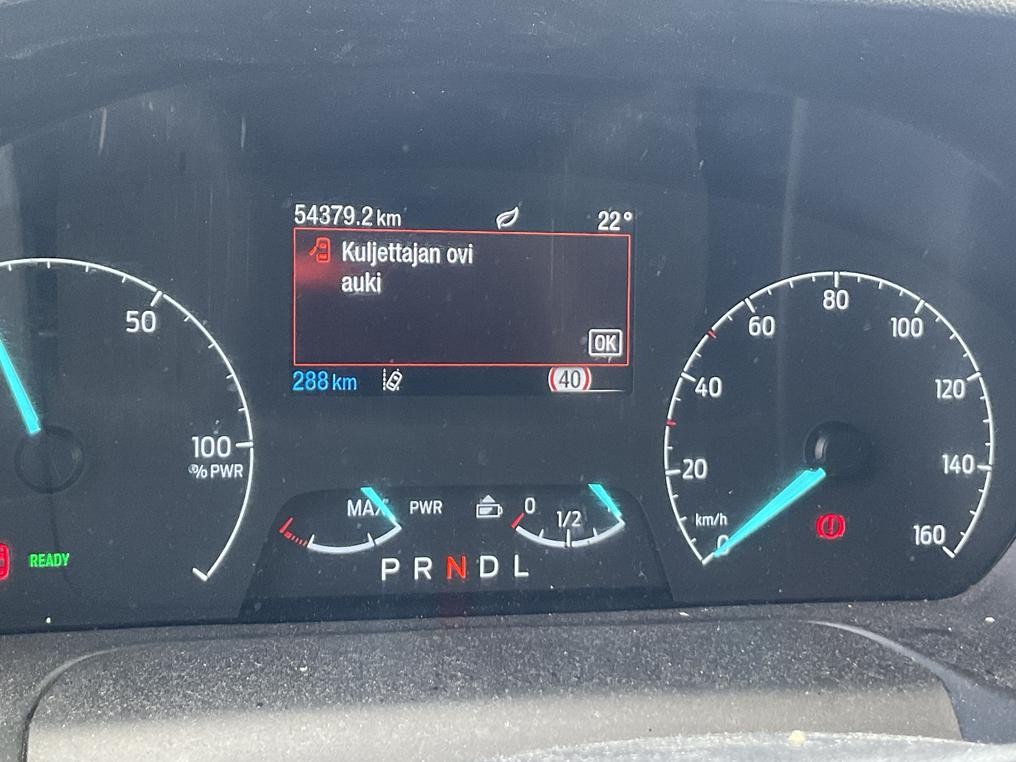 54379.2 km 22°
Kuljettajan ovi
auki
OK
288 km 40
50
100
% PWR
READY
MAX PWR
0 1/2
P R N D L
0 20 40 60 80 100 120 140 160
km/h